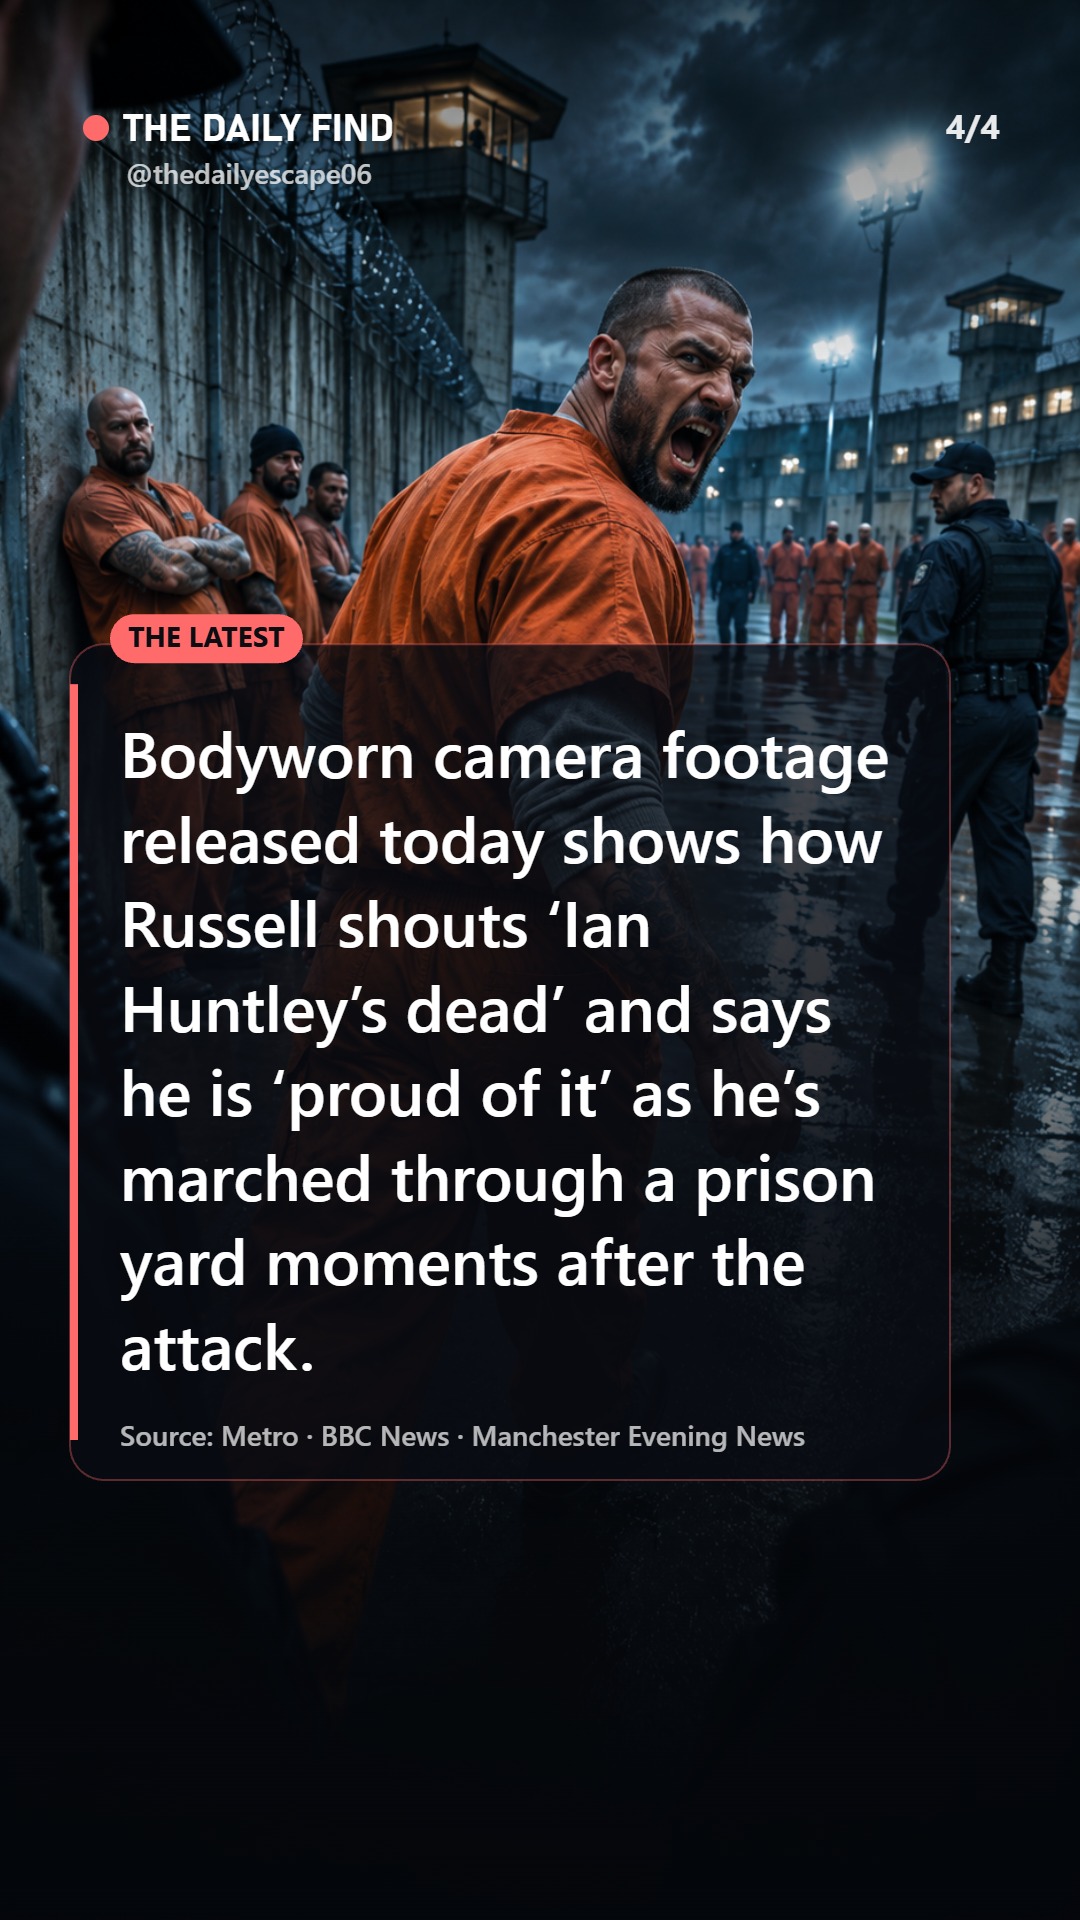 THE DAILY FIND
4/4
@thedailyescape06
THE LATEST
Bodyworn camera footage
released today shows how
Russell shouts ‘Ian
Huntley’s dead’ and says
he is ‘proud of it’ as he’s
marched through a prison
yard moments after the
attack.
Source: Metro · BBC News · Manchester Evening News